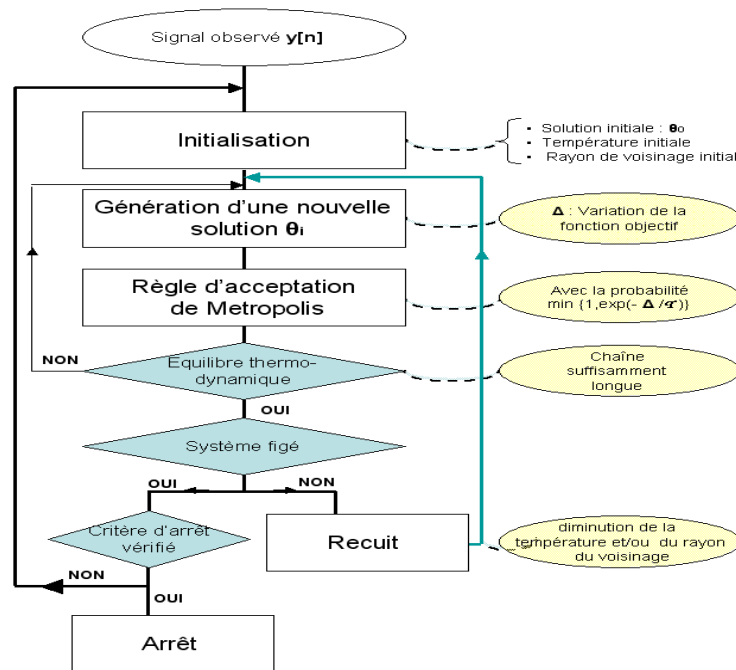 Signal observé y[n]
Initialisation
• Solution initiale : θ₀
• Température initiale
• Rayon de voisinage initial
Génération d'une nouvelle
solution θi
Δ : Variation de la
fonction objectif
Règle d'acceptation
de Metropolis
Avec la probabilité
min {1,exp(- Δ /𝒯)}
NON
Equilibre thermo-
dynamique
Chaîne
suffisamment
longue
OUI
Système figé
OUI
NON
Critère d'arrêt
vérifié
Recuit
diminution de la
température et/ou du rayon
du voisinage
NON
OUI
Arrêt